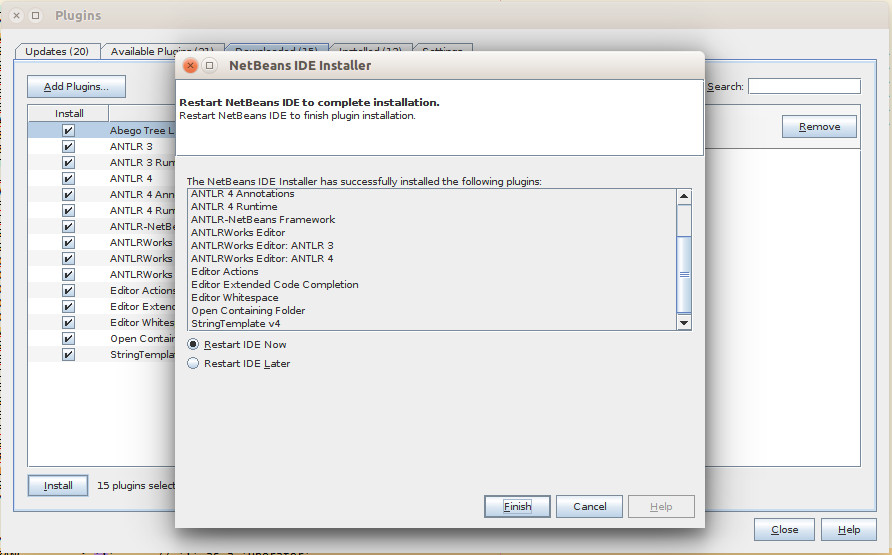 Plugins
Updates (20) Available Plugins (21) Downloaded (15) Installed (12) Settings
NetBeans IDE Installer
Add Plugins...
Search:
Restart NetBeans IDE to complete installation.
Restart NetBeans IDE to finish plugin installation.
Install
Remove
Abego Tree L
ANTLR 3
ANTLR 3 Run
ANTLR 4
ANTLR 4 Ann
ANTLR 4 Run
ANTLR-NetBe
ANTLRWorks
ANTLRWorks
ANTLRWorks
Editor Actions
Editor Exten
Editor Whites
Open Contain
StringTempla
The NetBeans IDE Installer has successfully installed the following plugins:
ANTLR 4 Annotations
ANTLR 4 Runtime
ANTLR-NetBeans Framework
ANTLRWorks Editor
ANTLRWorks Editor: ANTLR 3
ANTLRWorks Editor: ANTLR 4
Editor Actions
Editor Extended Code Completion
Editor Whitespace
Open Containing Folder
StringTemplate v4
Restart IDE Now
Restart IDE Later
Install 15 plugins select
Finish Cancel Help
Close Help